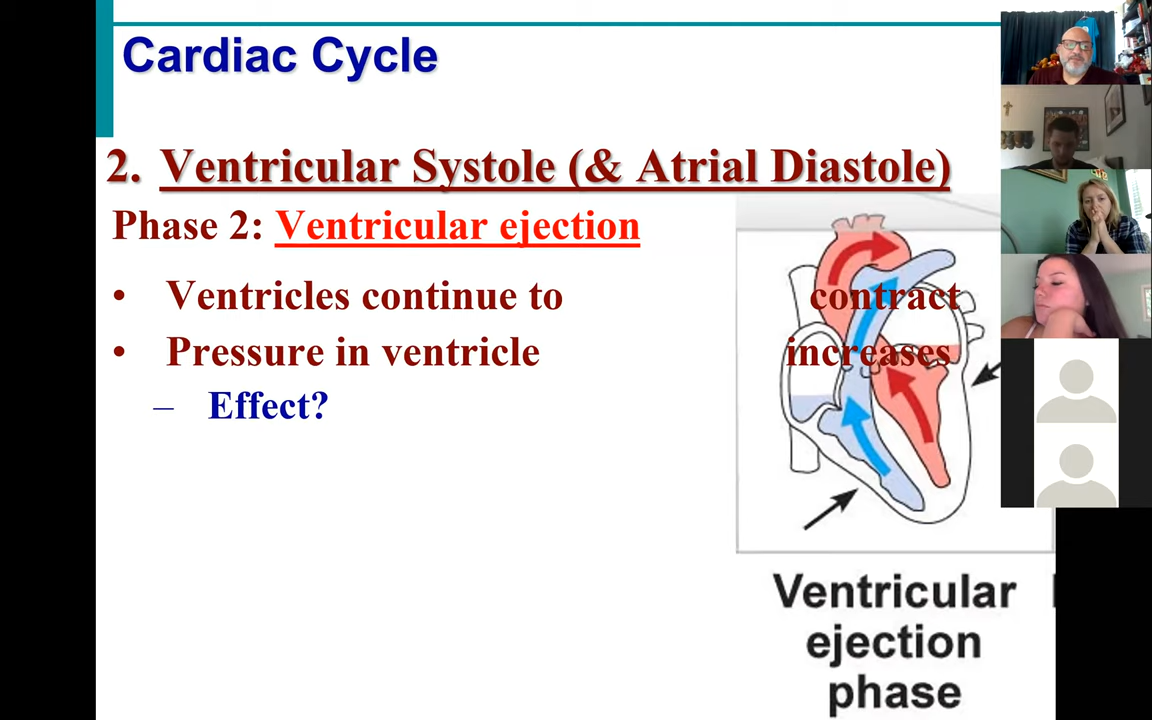 Cardiac Cycle
2. Ventricular Systole (& Atrial Diastole)
Phase 2: Ventricular ejection
• Ventricles continue to contract
• Pressure in ventricle increases
– Effect?
Ventricular
ejection
phase